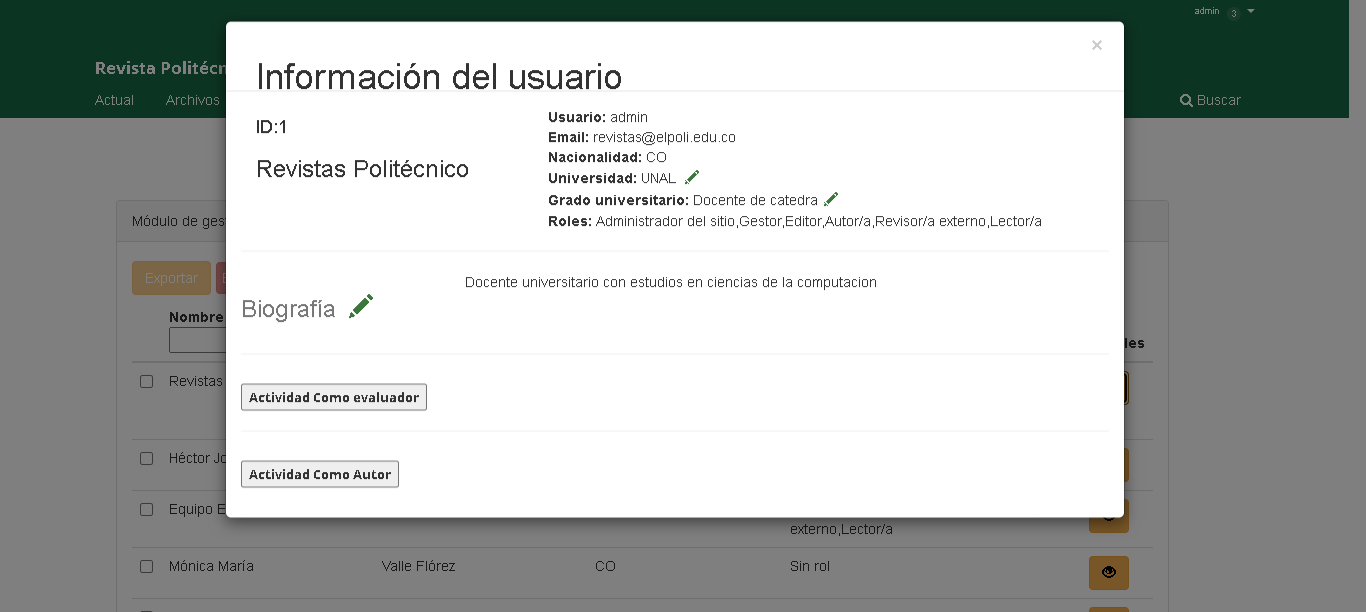 admin 3
Revista Politécn
Actual Archivos
Buscar
×
Información del usuario
ID:1
Revistas Politécnico
Usuario: admin
Email: revistas@elpoli.edu.co
Nacionalidad: CO
Universidad: UNAL
Grado universitario: Docente de catedra
Roles: Administrador del sitio,Gestor,Editor,Autor/a,Revisor/a externo,Lector/a
Docente universitario con estudios en ciencias de la computacion
Biografía
Actividad Como evaluador
Actividad Como Autor
Módulo de ges
Exportar
Nombre
les
Revistas
Héctor Jo
Equipo E
externo,Lector/a
Mónica María Valle Flórez CO Sin rol